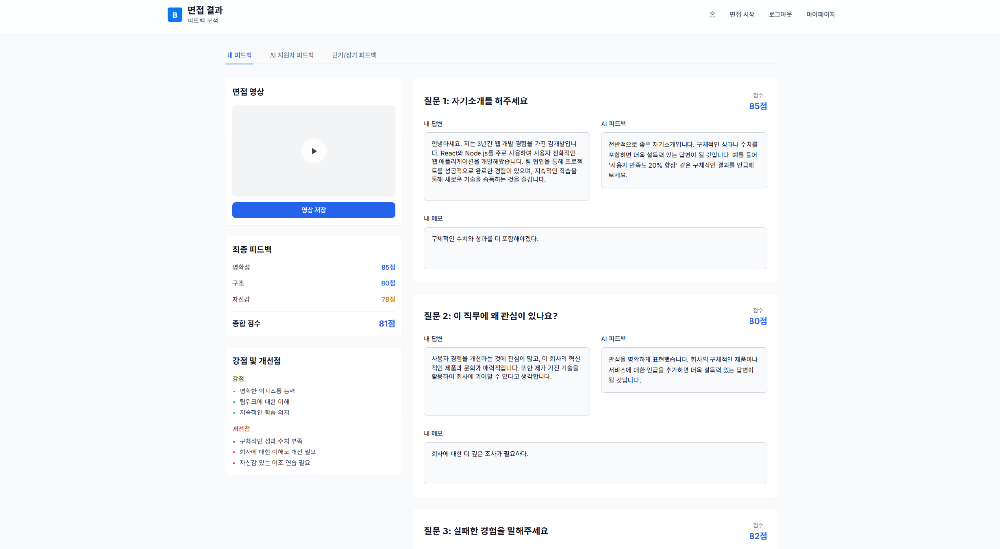 B
면접 결과
피드백 분석
홈
면접 시작
로그아웃
마이페이지
내 피드백
AI 지원자 피드백
단기/장기 피드백
면접 영상
영상 저장
최종 피드백
명확성
85점
구조
80점
자신감
78점
종합 점수
81점
강점 및 개선점
강점
명확한 의사소통 능력
팀워크에 대한 이해
지속적인 학습 의지
개선점
구체적인 성과 수치 부족
회사에 대한 이해도 개선 필요
자신감 있는 어조 연습 필요
질문 1: 자기소개를 해주세요
점수
85점
내 답변
안녕하세요. 저는 3년간 웹 개발 경험을 가진 김개발입니
다. React와 Node.js를 주로 사용하여 사용자 친화적인
웹 애플리케이션을 개발해왔습니다. 팀 협업을 통해 프로젝
트를 성공적으로 완료한 경험이 있으며, 지속적인 학습을
통해 새로운 기술을 습득하는 것을 즐깁니다.
AI 피드백
전반적으로 좋은 자기소개입니다. 구체적인 성과나 수치를
포함하면 더욱 설득력 있는 답변이 될 것입니다. 예를 들어
'사용자 만족도 20% 향상' 같은 구체적인 결과를 언급해
보세요.
내 메모
구체적인 수치와 성과를 더 포함해야겠다.
질문 2: 이 직무에 왜 관심이 있나요?
점수
80점
내 답변
사용자 경험을 개선하는 것에 관심이 많고, 이 회사의 혁신
적인 제품과 문화가 매력적입니다. 또한 제가 가진 기술을
활용하여 회사에 기여할 수 있다고 생각합니다.
AI 피드백
관심을 명확하게 표현했습니다. 회사의 구체적인 제품이나
서비스에 대한 언급을 추가하면 더욱 설득력 있는 답변이
될 것입니다.
내 메모
회사에 대한 더 깊은 조사가 필요하다.
질문 3: 실패한 경험을 말해주세요
점수
82점